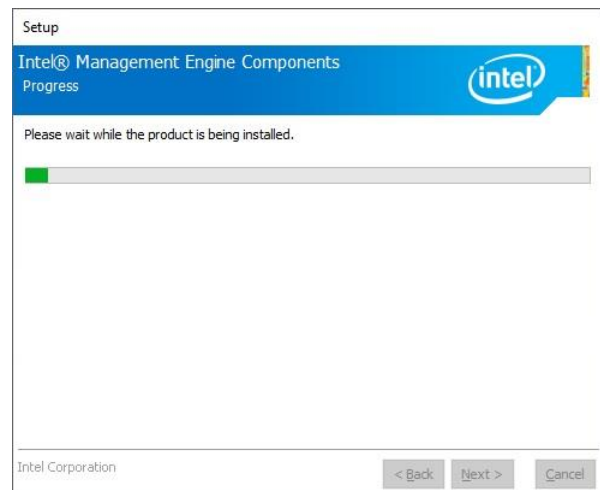 Setup
Intel® Management Engine Components
Progress
intel
Please wait while the product is being installed.
Intel Corporation
< Back Next > Cancel